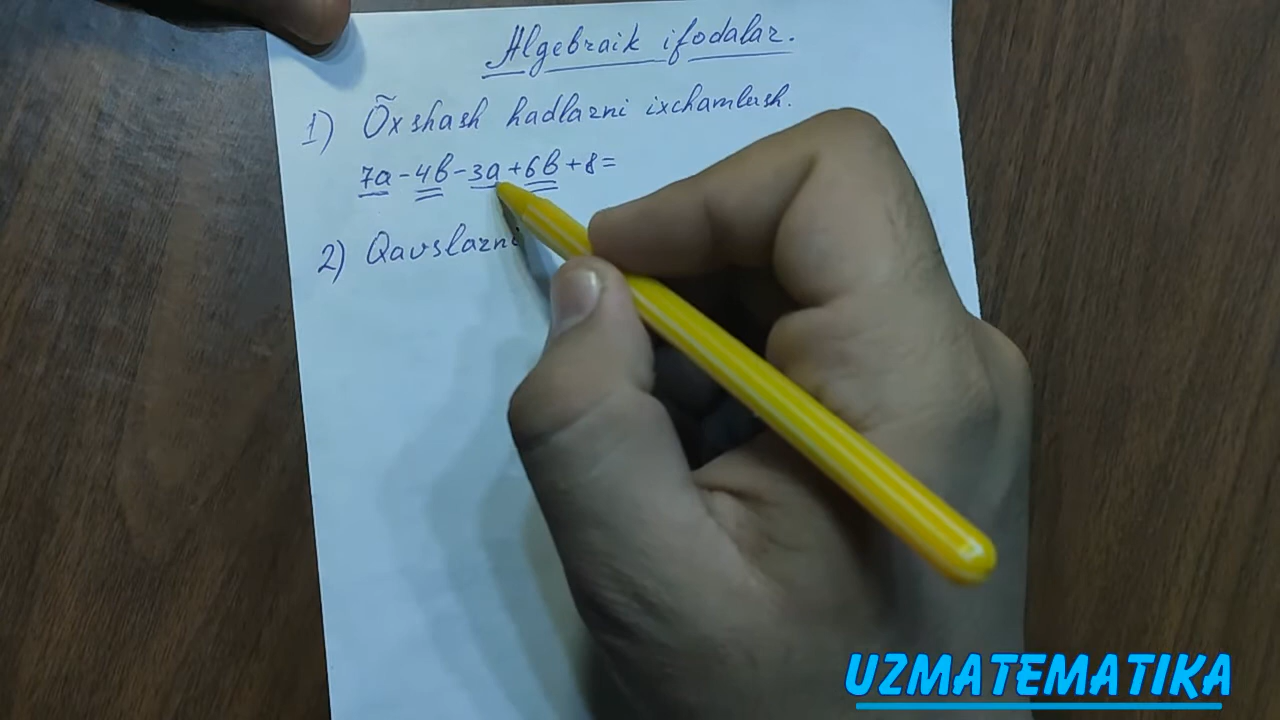 Algebraik ifodalar.
1) Õxshash hadlarni ixchamlash.
7a - 4b - 3a + 6b + 8 =
2) Qavslarni
UZMATEMATIKA